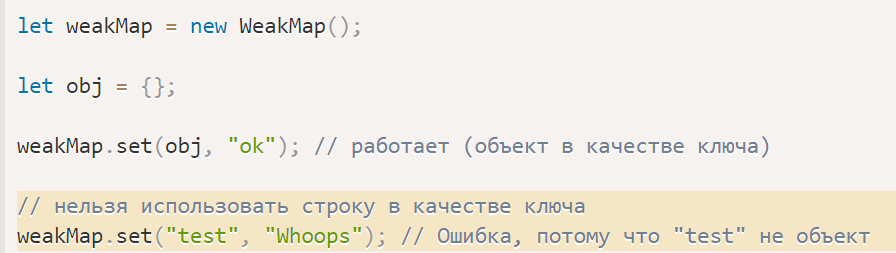 let weakMap = new WeakMap();
let obj = {};
weakMap.set(obj, "ok"); // работает (объект в качестве ключа)
// нельзя использовать строку в качестве ключа
weakMap.set("test", "Whoops"); // Ошибка, потому что "test" не объект